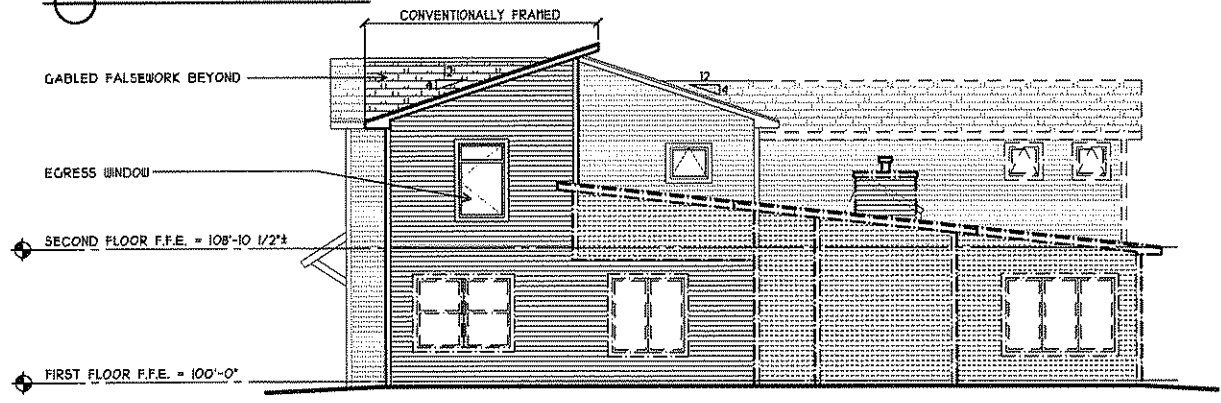 CONVENTIONALLY FRAMED
GABLED FALSEWORK BEYOND
12
4
12
4
EGRESS WINDOW
SECOND FLOOR F.F.E. = 108'-10 1/2"±
FIRST FLOOR F.F.E. = 100'-0"